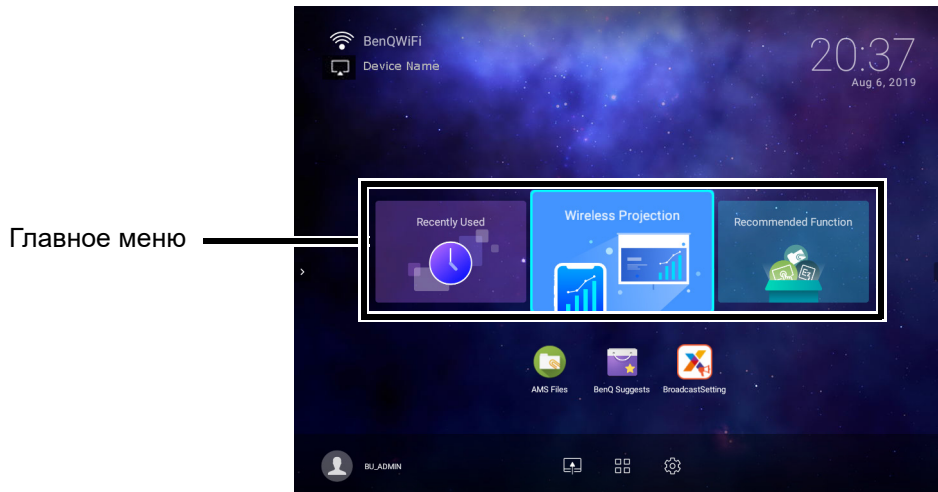 BenQWiFi
Device Name
20:37
Aug 6, 2019
Главное меню
Recently Used
Wireless Projection
Recommended Function
AMS Files
BenQ Suggests
BroadcastSetting
BU_ADMIN